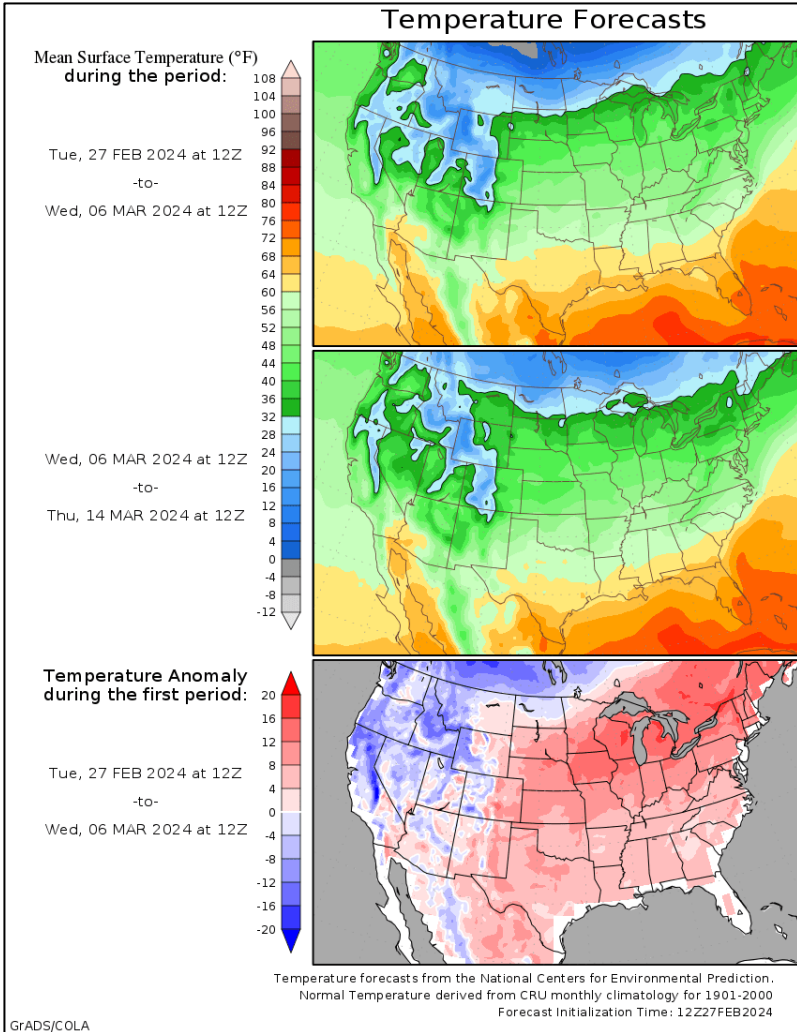 Temperature Forecasts
Mean Surface Temperature (°F)
during the period:
Tue, 27 FEB 2024 at 12Z
-to-
Wed, 06 MAR 2024 at 12Z
108
104
100
96
92
88
84
80
76
72
68
64
60
56
52
48
44
40
36
32
28
24
20
16
12
8
4
0
-4
-8
-12
Wed, 06 MAR 2024 at 12Z
-to-
Thu, 14 MAR 2024 at 12Z
Temperature Anomaly
during the first period:
Tue, 27 FEB 2024 at 12Z
-to-
Wed, 06 MAR 2024 at 12Z
20
16
12
8
4
0
-4
-8
-12
-16
-20
Temperature forecasts from the National Centers for Environmental Prediction.
Normal Temperature derived from CRU monthly climatology for 1901-2000
Forecast Initialization Time: 12Z27FEB2024
GrADS/COLA